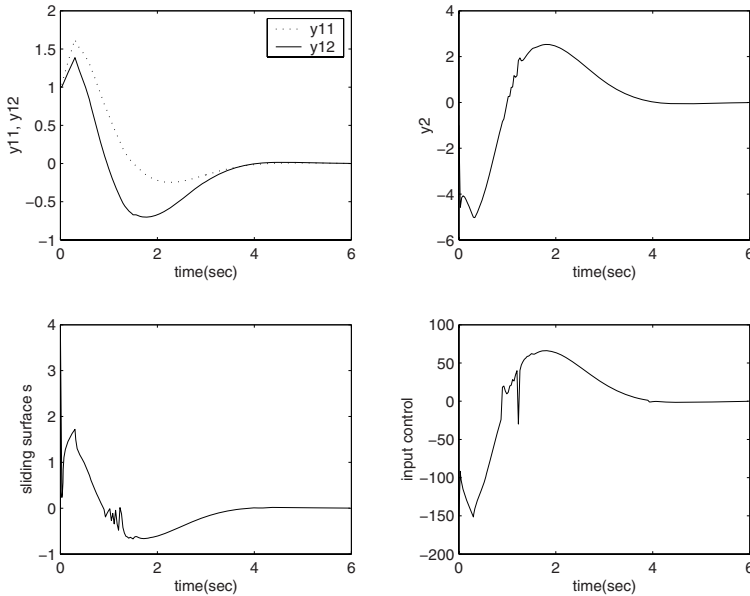 2
1.5
1
0.5
0
−0.5
−1
y11, y12
y11
y12
0 2 4 6
time(sec)
4
2
0
−2
−4
−6
y2
0 2 4 6
time(sec)
4
3
2
1
0
−1
sliding surface s
0 2 4 6
time(sec)
100
50
0
−50
−100
−150
−200
input control
0 2 4 6
time(sec)